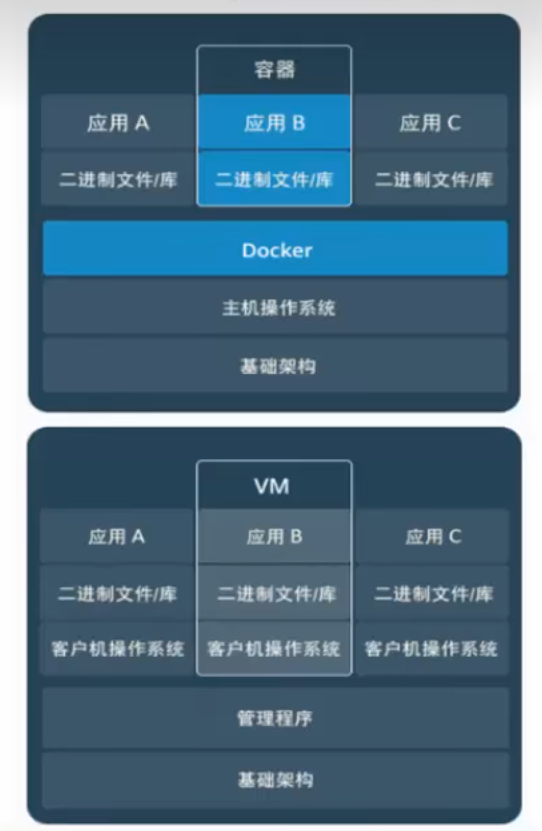 容器
应用 A 应用 B 应用 C
二进制文件/库 二进制文件/库 二进制文件/库
Docker
主机操作系统
基础架构
VM
应用 A 应用 B 应用 C
二进制文件/库 二进制文件/库 二进制文件/库
客户机操作系统 客户机操作系统 客户机操作系统
管理程序
基础架构